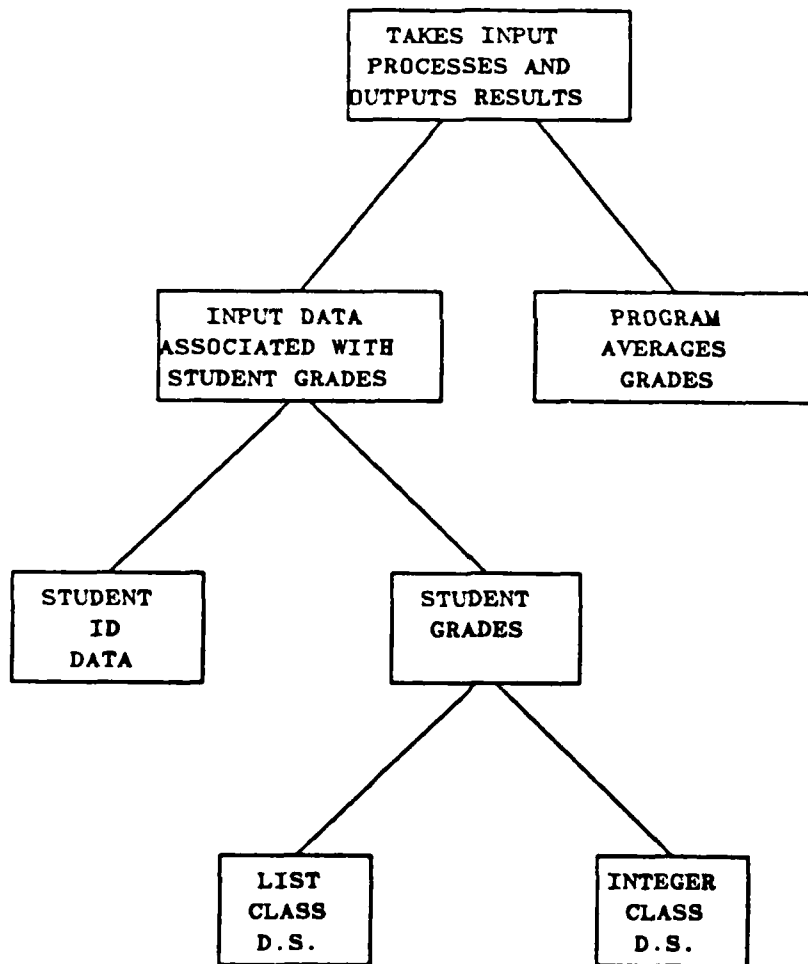 TAKES INPUT
PROCESSES AND
OUTPUTS RESULTS
INPUT DATA
ASSOCIATED WITH
STUDENT GRADES
PROGRAM
AVERAGES
GRADES
STUDENT
ID
DATA
STUDENT
GRADES
LIST
CLASS
D.S.
INTEGER
CLASS
D.S.